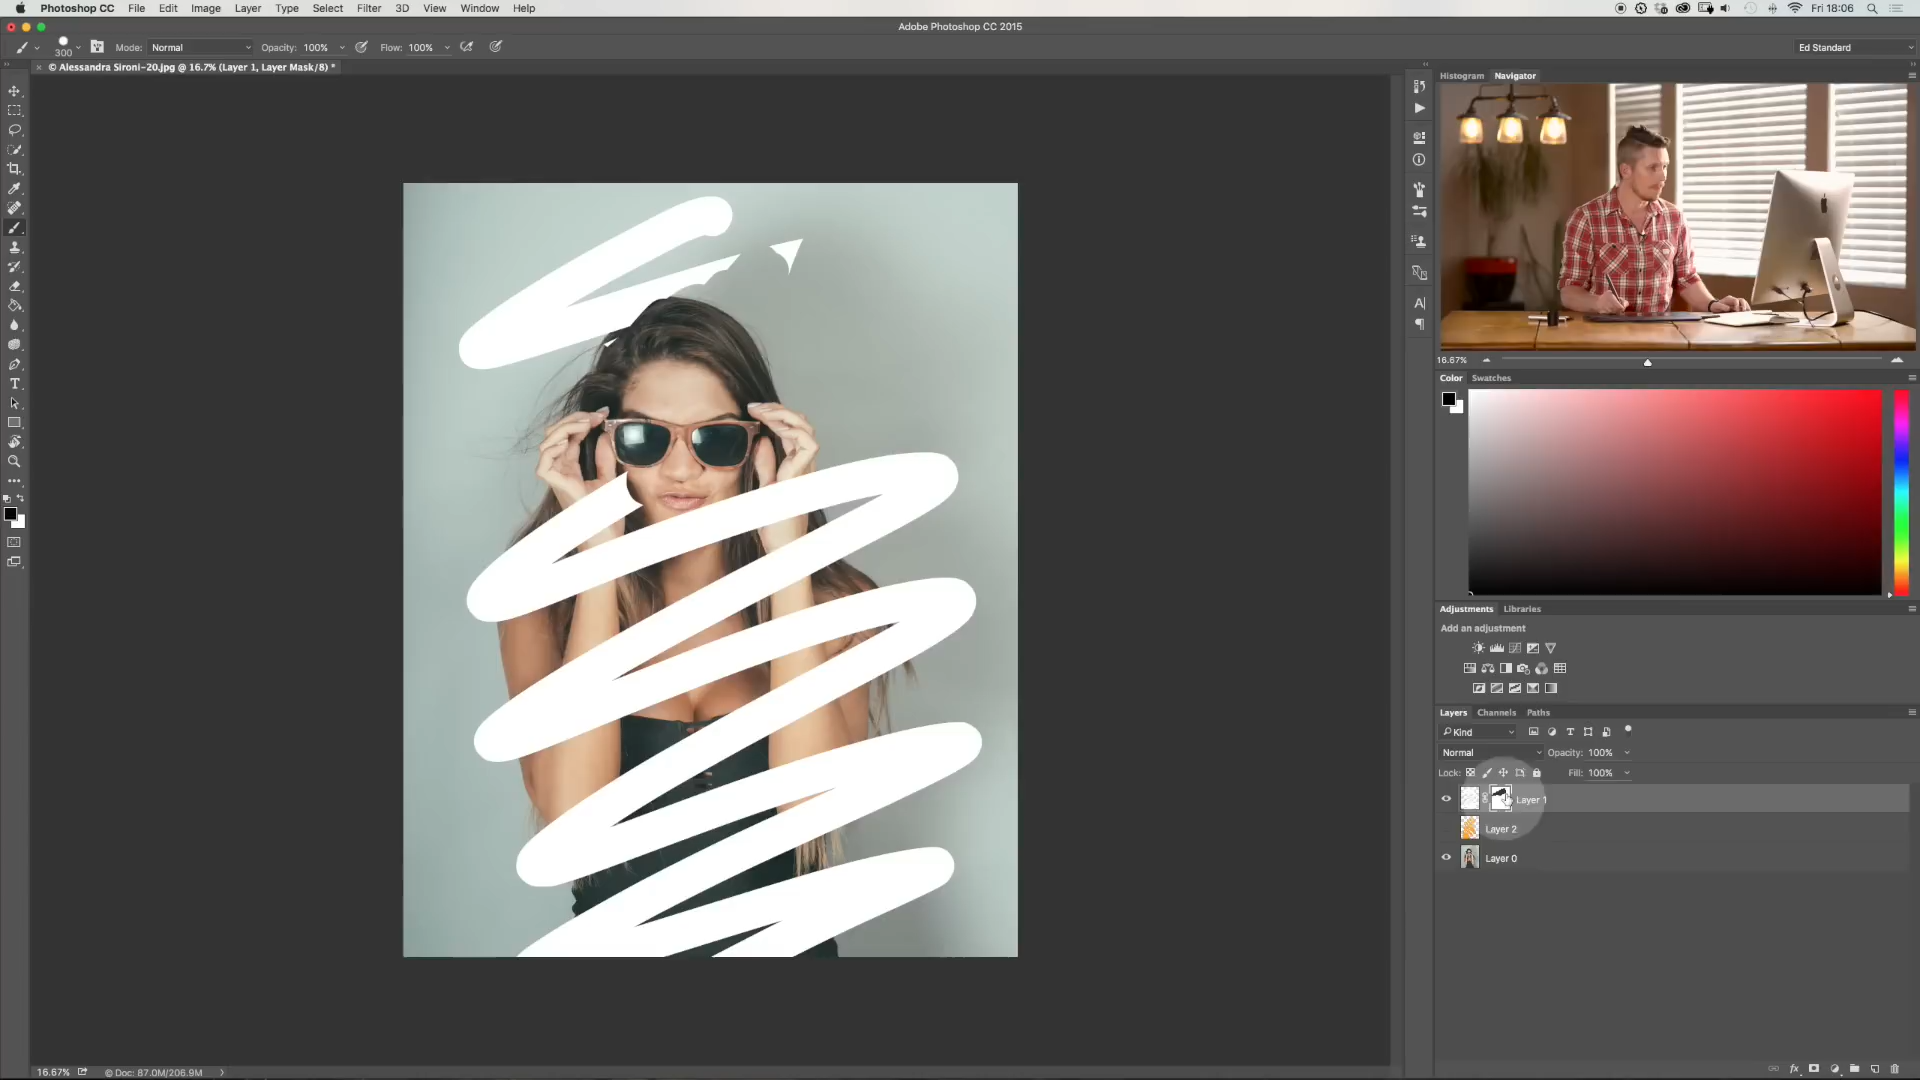 Photoshop CC File Edit Image Layer Type Select Filter 3D View Window Help Fri 18:06
Adobe Photoshop CC 2015
300 Mode: Normal Opacity: 100% Flow: 100% Ed Standard
× © Alessandra Sironi-20.jpg @ 16.7% (Layer 1, Layer Mask/8) *
Histogram Navigator
16.67%
Color Swatches
Adjustments Libraries
Add an adjustment
Layers Channels Paths
Kind
Normal Opacity: 100%
Lock: Fill: 100%
Layer 1
Layer 2
Layer 0
16.67% © Doc: 87.0M/206.9M